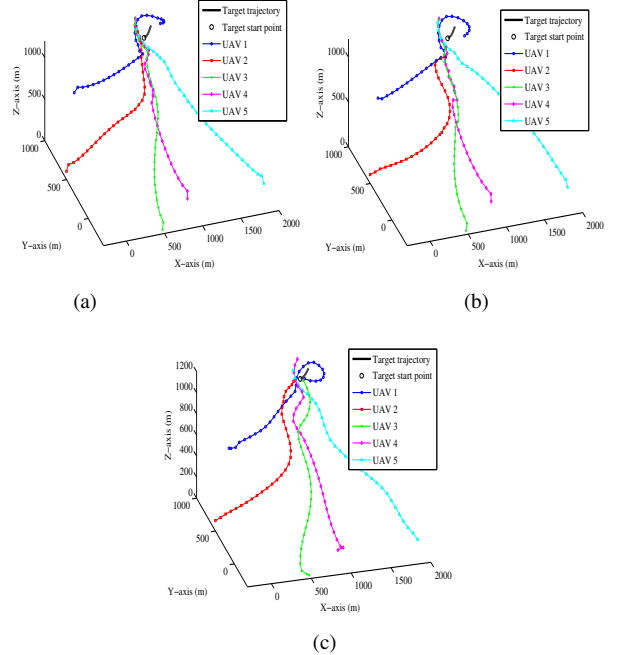 Target trajectory
Target start point
UAV 1
UAV 2
UAV 3
UAV 4
UAV 5
Z-axis (m)
1000
500
0
1000
500
0
Y-axis (m)
0
500
1000
1500
2000
X-axis (m)
(a)
Target trajectory
Target start point
UAV 1
UAV 2
UAV 3
UAV 4
UAV 5
Z-axis (m)
1000
500
0
1000
500
0
Y-axis (m)
0
500
1000
1500
2000
X-axis (m)
(b)
Target trajectory
Target start point
UAV 1
UAV 2
UAV 3
UAV 4
UAV 5
Z-axis (m)
1200
1000
800
600
400
200
0
1000
500
0
Y-axis (m)
0
500
1000
1500
2000
X-axis (m)
(c)